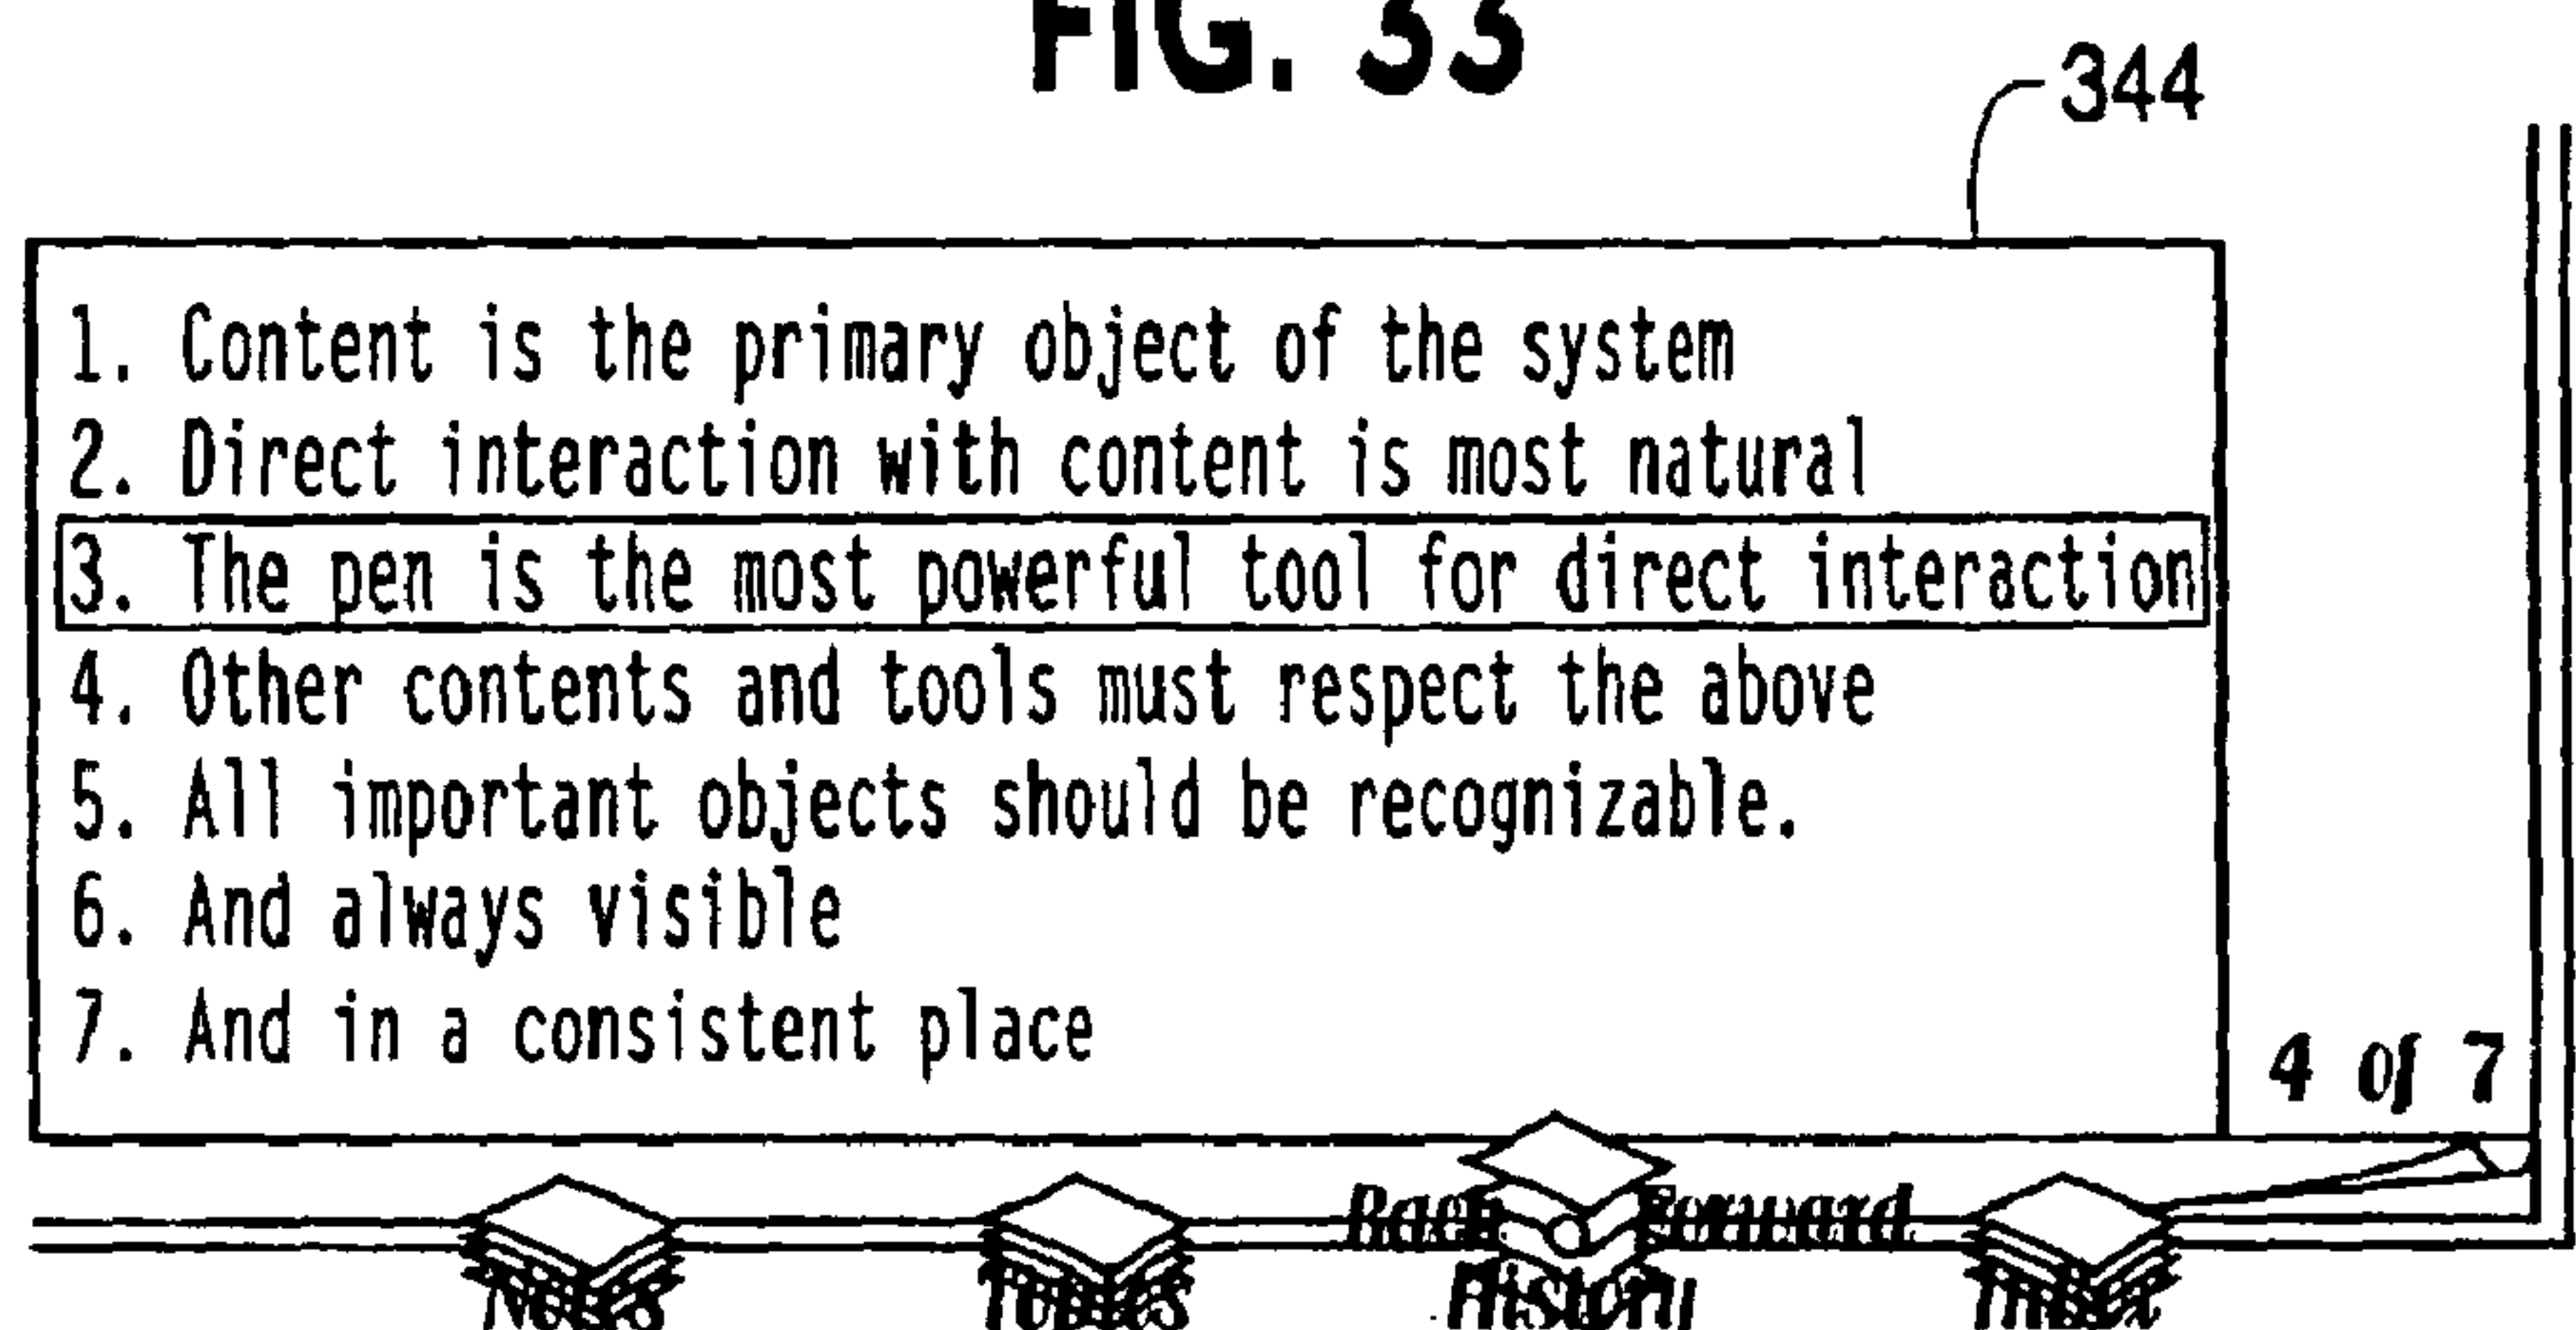 FIG. 33
344
1. Content is the primary object of the system
2. Direct interaction with content is most natural
3. The pen is the most powerful tool for direct interaction
4. Other contents and tools must respect the above
5. All important objects should be recognizable.
6. And always visible
7. And in a consistent place
4 of 7
Back Forward
History